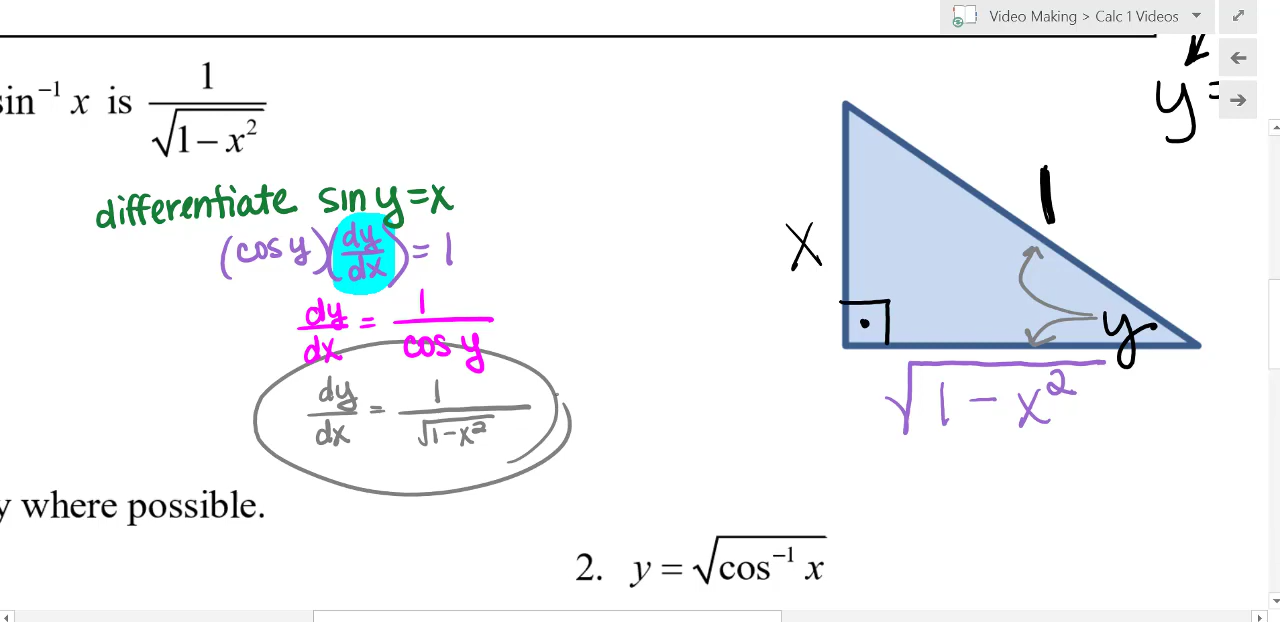 Video Making > Calc 1 Videos
sin⁻¹ x is 1/√(1−x²)
y=
differentiate sin y=x
(cos y)(dy/dx) = 1
dy/dx = 1/cos y
dy/dx = 1/√(1−x²)
1
x
y
√(1−x²)
y where possible.
2. y = √(cos⁻¹ x)